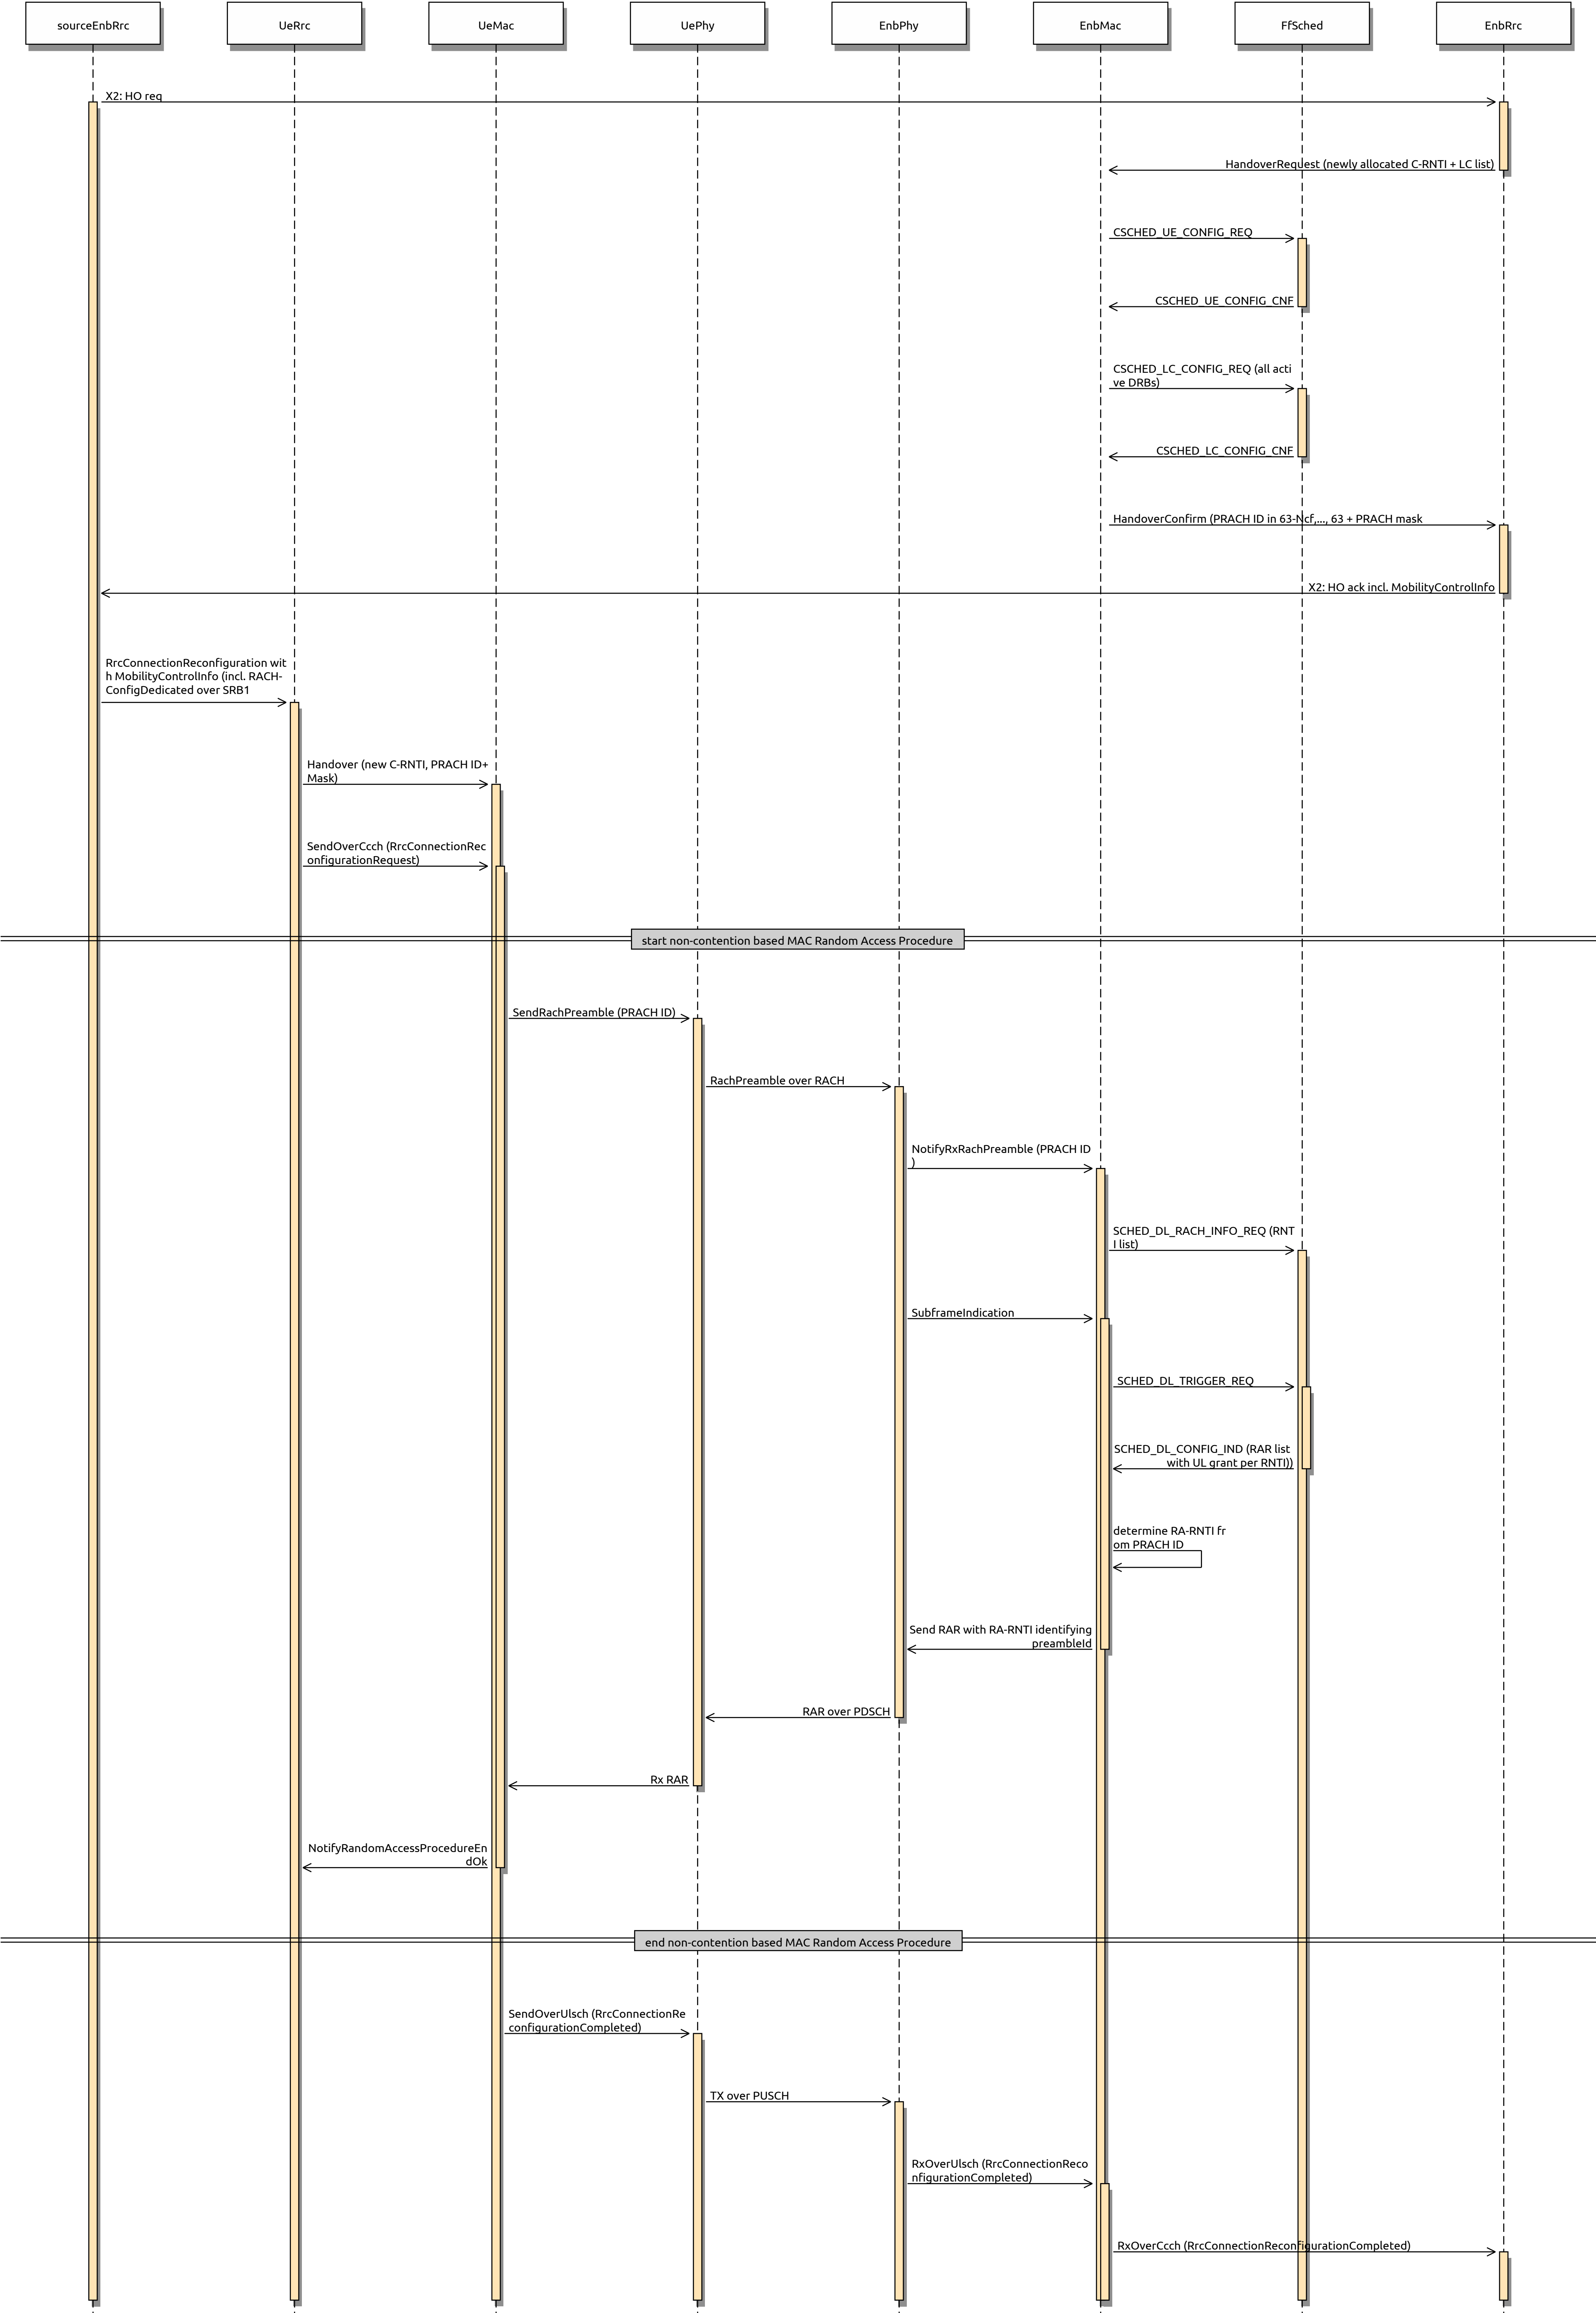 sourceEnbRrc
UeRrc
UeMac
UePhy
EnbPhy
EnbMac
FfSched
EnbRrc
X2: HO req
HandoverRequest (newly allocated C-RNTI + LC list)
CSCHED_UE_CONFIG_REQ
CSCHED_UE_CONFIG_CNF
CSCHED_LC_CONFIG_REQ (all acti
ve DRBs)
CSCHED_LC_CONFIG_CNF
HandoverConfirm (PRACH ID in 63-Ncf,..., 63 + PRACH mask
X2: HO ack incl. MobilityControlInfo
RrcConnectionReconfiguration wit
h MobilityControlInfo (incl. RACH-
ConfigDedicated over SRB1
Handover (new C-RNTI, PRACH ID+
Mask)
SendOverCcch (RrcConnectionRec
onfigurationRequest)
start non-contention based MAC Random Access Procedure
SendRachPreamble (PRACH ID)
RachPreamble over RACH
NotifyRxRachPreamble (PRACH ID
)
SCHED_DL_RACH_INFO_REQ (RNT
I list)
SubframeIndication
SCHED_DL_TRIGGER_REQ
SCHED_DL_CONFIG_IND (RAR list
with UL grant per RNTI))
determine RA-RNTI fr
om PRACH ID
Send RAR with RA-RNTI identifying
preambleId
RAR over PDSCH
Rx RAR
NotifyRandomAccessProcedureEn
dOk
end non-contention based MAC Random Access Procedure
SendOverUlsch (RrcConnectionRe
configurationCompleted)
TX over PUSCH
RxOverUlsch (RrcConnectionReco
nfigurationCompleted)
RxOverCcch (RrcConnectionReconfigurationCompleted)